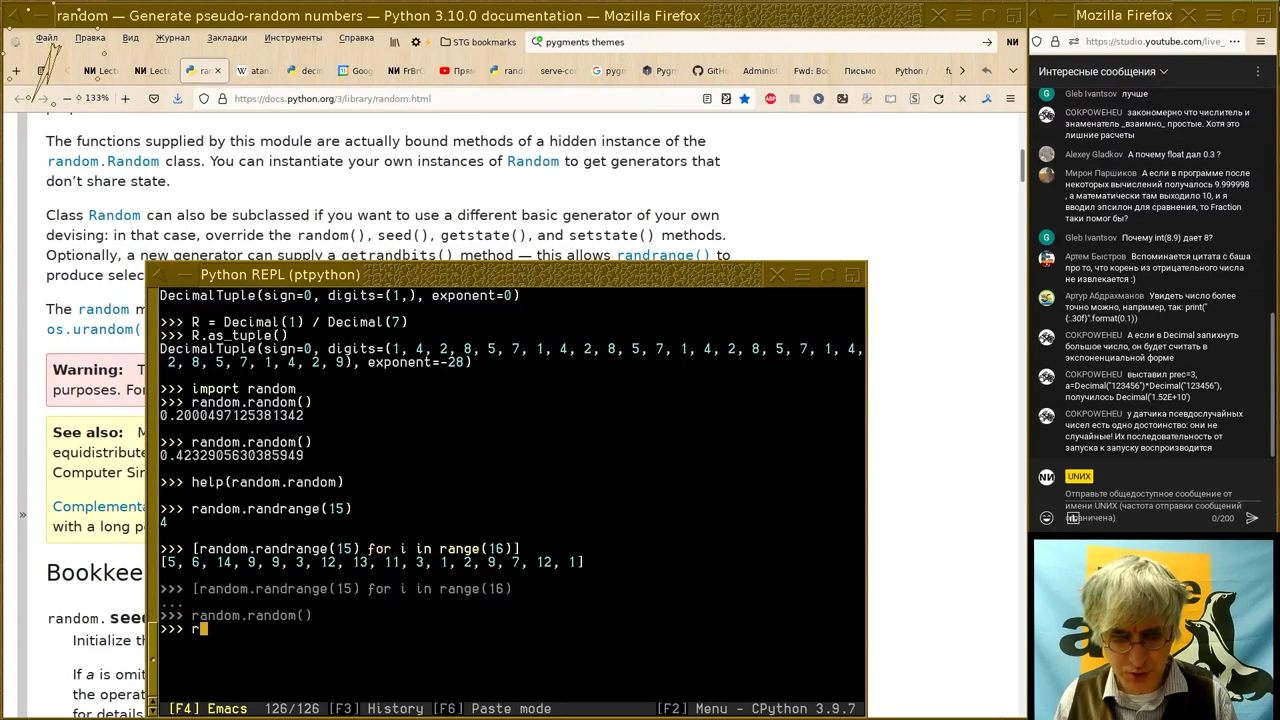 random — Generate pseudo-random numbers — Python 3.10.0 documentation — Mozilla Firefox
Файл Правка Вид Журнал Закладки Инструменты Справка
STG bookmarks
pygments themes
NИ
133%
https://docs.python.org/3/library/random.html
The functions supplied by this module are actually bound methods of a hidden instance of the
random.Random class. You can instantiate your own instances of Random to get generators that
don’t share state.
Class Random can also be subclassed if you want to use a different basic generator of your own
devising: in that case, override the random(), seed(), getstate(), and setstate() methods.
Optionally, a new generator can supply a getrandbits() method — this allows randrange() to
produce selec
The random m
os.urandom(
Warning: T
purposes. For
See also: M
equidistribute
Computer Sim
Complementa
with a long pe
Bookkee
random. seed
Initialize th
If a is omit
the operat
for details
Python REPL (ptpython)
DecimalTuple(sign=0, digits=(1,), exponent=0)
>>> R = Decimal(1) / Decimal(7)
>>> R.as_tuple()
DecimalTuple(sign=0, digits=(1, 4, 2, 8, 5, 7, 1, 4, 2, 8, 5, 7, 1, 4, 2, 8, 5, 7, 1, 4,
2, 8, 5, 7, 1, 4, 2, 9), exponent=-28)
>>> import random
>>> random.random()
0.2000497125381342
>>> random.random()
0.4232905630385949
>>> help(random.random)
>>> random.randrange(15)
4
>>> [random.randrange(15) for i in range(16)]
[5, 6, 14, 9, 9, 3, 12, 13, 11, 3, 1, 2, 9, 7, 12, 1]
>>> [random.randrange(15) for i in range(16)
...
>>> random.random()
>>> r
[F4] Emacs 126/126 [F3] History [F6] Paste mode [F2] Menu - CPython 3.9.7
Mozilla Firefox
https://studio.youtube.com/live_
Интересные сообщения
Gleb Ivantsov лучше
COKPOWEHEU закономерно что числитель и
знаменатель _взаимно_ простые. Хотя это
лишние расчеты
Alexey Gladkov А почему float дал 0.3 ?
Мирон Паршиков А если в программе после
некоторых вычислений получалось 9.999998
, а математически там выходило 10, и я
вводил эпсилон для сравнения, то Fraction
таки помог бы?
Gleb Ivantsov Почему int(8.9) дает 8?
Артем Быстров Вспоминается цитата с баша
про то, что корень из отрицательного числа
не извлекается :)
Артур Абдрахманов Увидеть число более
точно можно, например, так: print("
{:.30f}".format(0.1))
COKPOWEHEU А если в Decimal запихнуть
большое число, он будет считать в
экспоненциальной форме
COKPOWEHEU выставил prec=3,
a=Decimal("123456")*Decimal("123456"),
получилось Decimal('1.52E+10')
COKPOWEHEU у датчика псевдослучайных
чисел есть одно достоинство: они не
случайные! Их последовательность от
запуска к запуску воспроизводится
NИ UNИX
Отправьте общедоступное сообщение от
имени UNИX (частота отправки сообщений
ограничена)
0/200